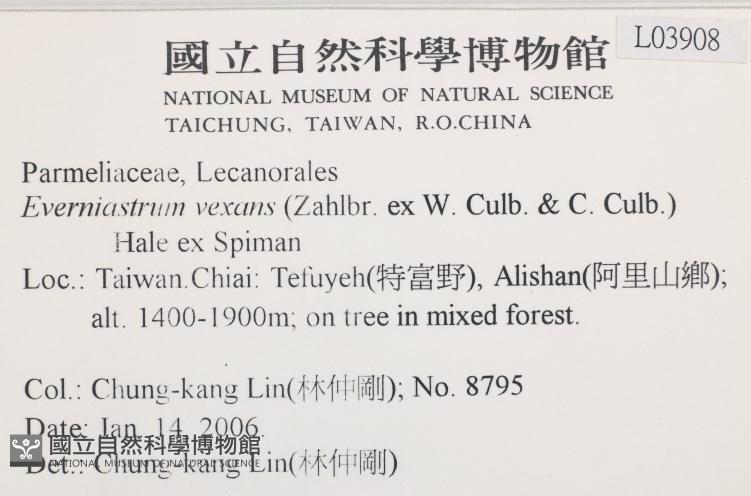 國立自然科學博物館
L03908
NATIONAL MUSEUM OF NATURAL SCIENCE
TAICHUNG, TAIWAN, R.O.CHINA
Parmeliaceae, Lecanorales
Everniastrum vexans (Zahlbr. ex W. Culb. & C. Culb.)
Hale ex Spiman
Loc.: Taiwan.Chiai: Tefuyeh(特富野), Alishan(阿里山鄉);
alt. 1400-1900m; on tree in mixed forest.
Col.: Chung-kang Lin(林仲剛); No. 8795
Date: Jan. 14, 2006.
國立自然科學博物館
NATIONAL MUSEUM OF NATURAL SCIENCE
Det.: Chung-kang Lin(林仲剛)